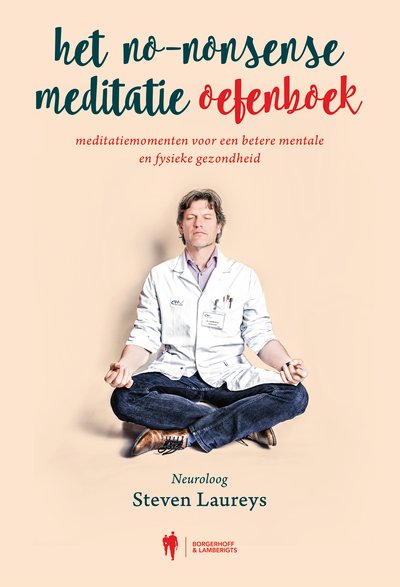 het no-nonsense
meditatie oefenboek
meditatiemomenten voor een betere mentale
en fysieke gezondheid
Neuroloog
Steven Laureys
BORGERHOFF
& LAMBERIGTS